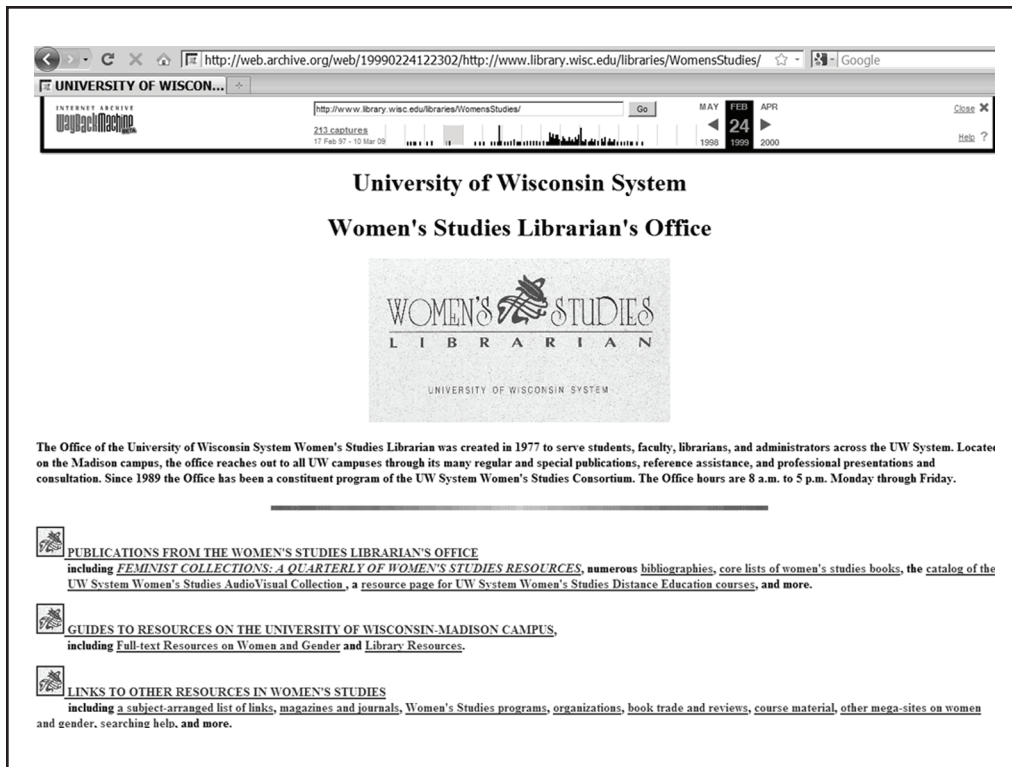 http://web.archive.org/web/19990224122302/http://www.library.wisc.edu/libraries/WomensStudies/
Google
UNIVERSITY OF WISCON...
INTERNET ARCHIVE
WayBackMachine
BETA
http://www.library.wisc.edu/libraries/WomensStudies/
Go
213 captures
17 Feb 97 - 10 Mar 09
MAY FEB APR
24
1998 1999 2000
Close
Help ?
University of Wisconsin System
Women's Studies Librarian's Office
WOMEN'S STUDIES
LIBRARIAN
UNIVERSITY OF WISCONSIN SYSTEM
The Office of the University of Wisconsin System Women's Studies Librarian was created in 1977 to serve students, faculty, librarians, and administrators across the UW System. Locate
on the Madison campus, the office reaches out to all UW campuses through its many regular and special publications, reference assistance, and professional presentations and
consultation. Since 1989 the Office has been a constituent program of the UW System Women's Studies Consortium. The Office hours are 8 a.m. to 5 p.m. Monday through Friday.
PUBLICATIONS FROM THE WOMEN'S STUDIES LIBRARIAN'S OFFICE
including FEMINIST COLLECTIONS: A QUARTERLY OF WOMEN'S STUDIES RESOURCES, numerous bibliographies, core lists of women's studies books, the catalog of the
UW System Women's Studies AudioVisual Collection , a resource page for UW System Women's Studies Distance Education courses, and more.
GUIDES TO RESOURCES ON THE UNIVERSITY OF WISCONSIN-MADISON CAMPUS,
including Full-text Resources on Women and Gender and Library Resources.
LINKS TO OTHER RESOURCES IN WOMEN'S STUDIES
including a subject-arranged list of links, magazines and journals, Women's Studies programs, organizations, book trade and reviews, course material, other mega-sites on women
and gender, searching help, and more.